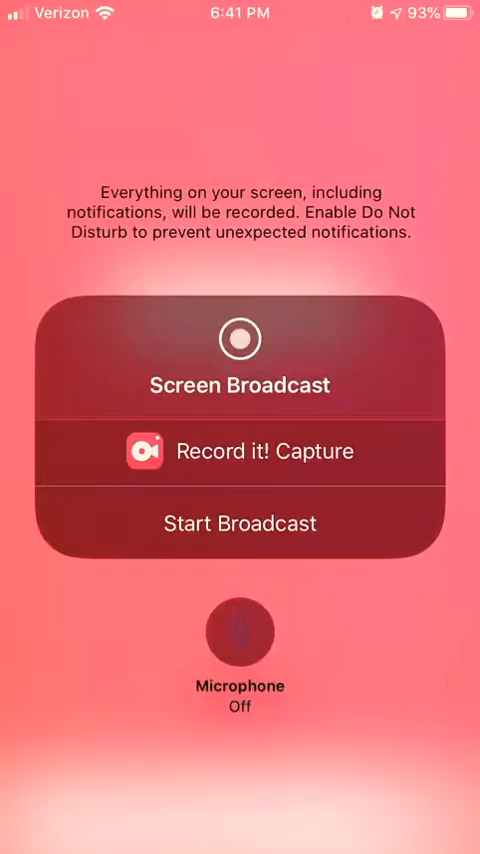 Verizon 6:41 PM 93%
Everything on your screen, including
notifications, will be recorded. Enable Do Not
Disturb to prevent unexpected notifications.
Screen Broadcast
Record it! Capture
Start Broadcast
Microphone
Off